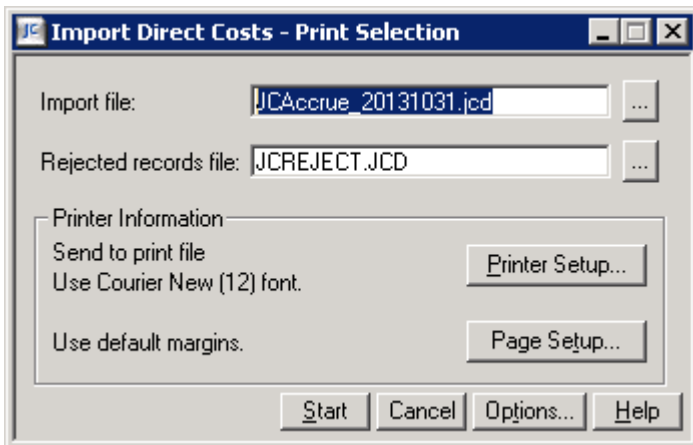 JC Import Direct Costs - Print Selection
Import file: JCAccrue_20131031.jcd ...
Rejected records file: JCREJECT.JCD ...
Printer Information
Send to print file
Printer Setup...
Use Courier New (12) font.
Use default margins.
Page Setup...
Start Cancel Options... Help